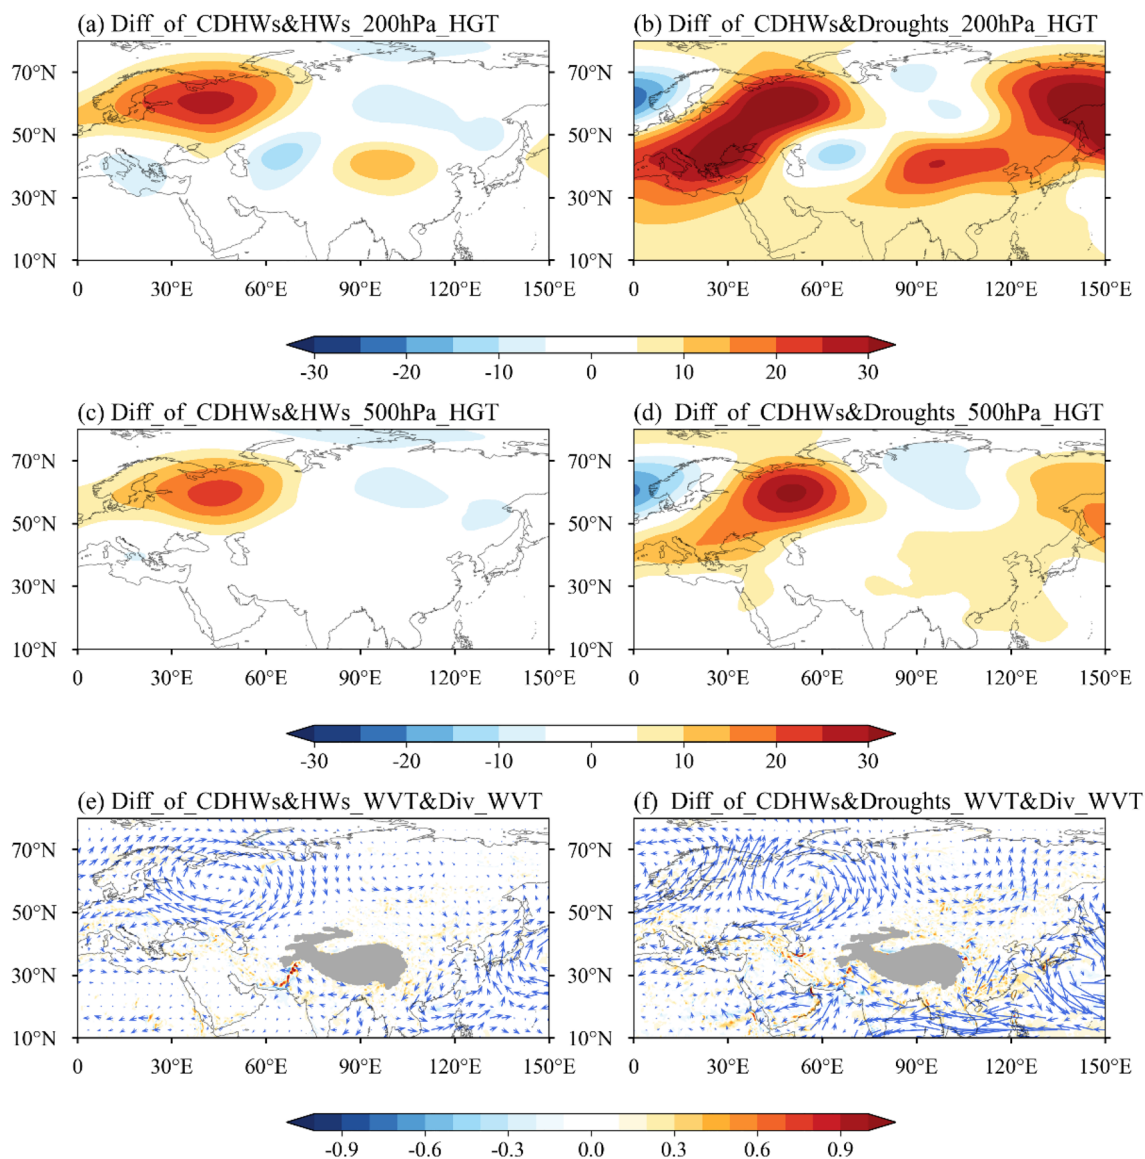 (a) Diff_of_CDHWs&HWs_200hPa_HGT
(b) Diff_of_CDHWs&Droughts_200hPa_HGT
70°N 70°N
50°N 50°N
30°N 30°N
10°N 10°N
0 30°E 60°E 90°E 120°E 150°E 0 30°E 60°E 90°E 120°E 150°E
-30 -20 -10 0 10 20 30
(c) Diff_of_CDHWs&HWs_500hPa_HGT
(d) Diff_of_CDHWs&Droughts_500hPa_HGT
70°N 70°N
50°N 50°N
30°N 30°N
10°N 10°N
0 30°E 60°E 90°E 120°E 150°E 0 30°E 60°E 90°E 120°E 150°E
-30 -20 -10 0 10 20 30
(e) Diff_of_CDHWs&HWs_WVT&Div_WVT
(f) Diff_of_CDHWs&Droughts_WVT&Div_WVT
70°N 70°N
50°N 50°N
30°N 30°N
10°N 10°N
0 30°E 60°E 90°E 120°E 150°E 0 30°E 60°E 90°E 120°E 150°E
-0.9 -0.6 -0.3 0.0 0.3 0.6 0.9